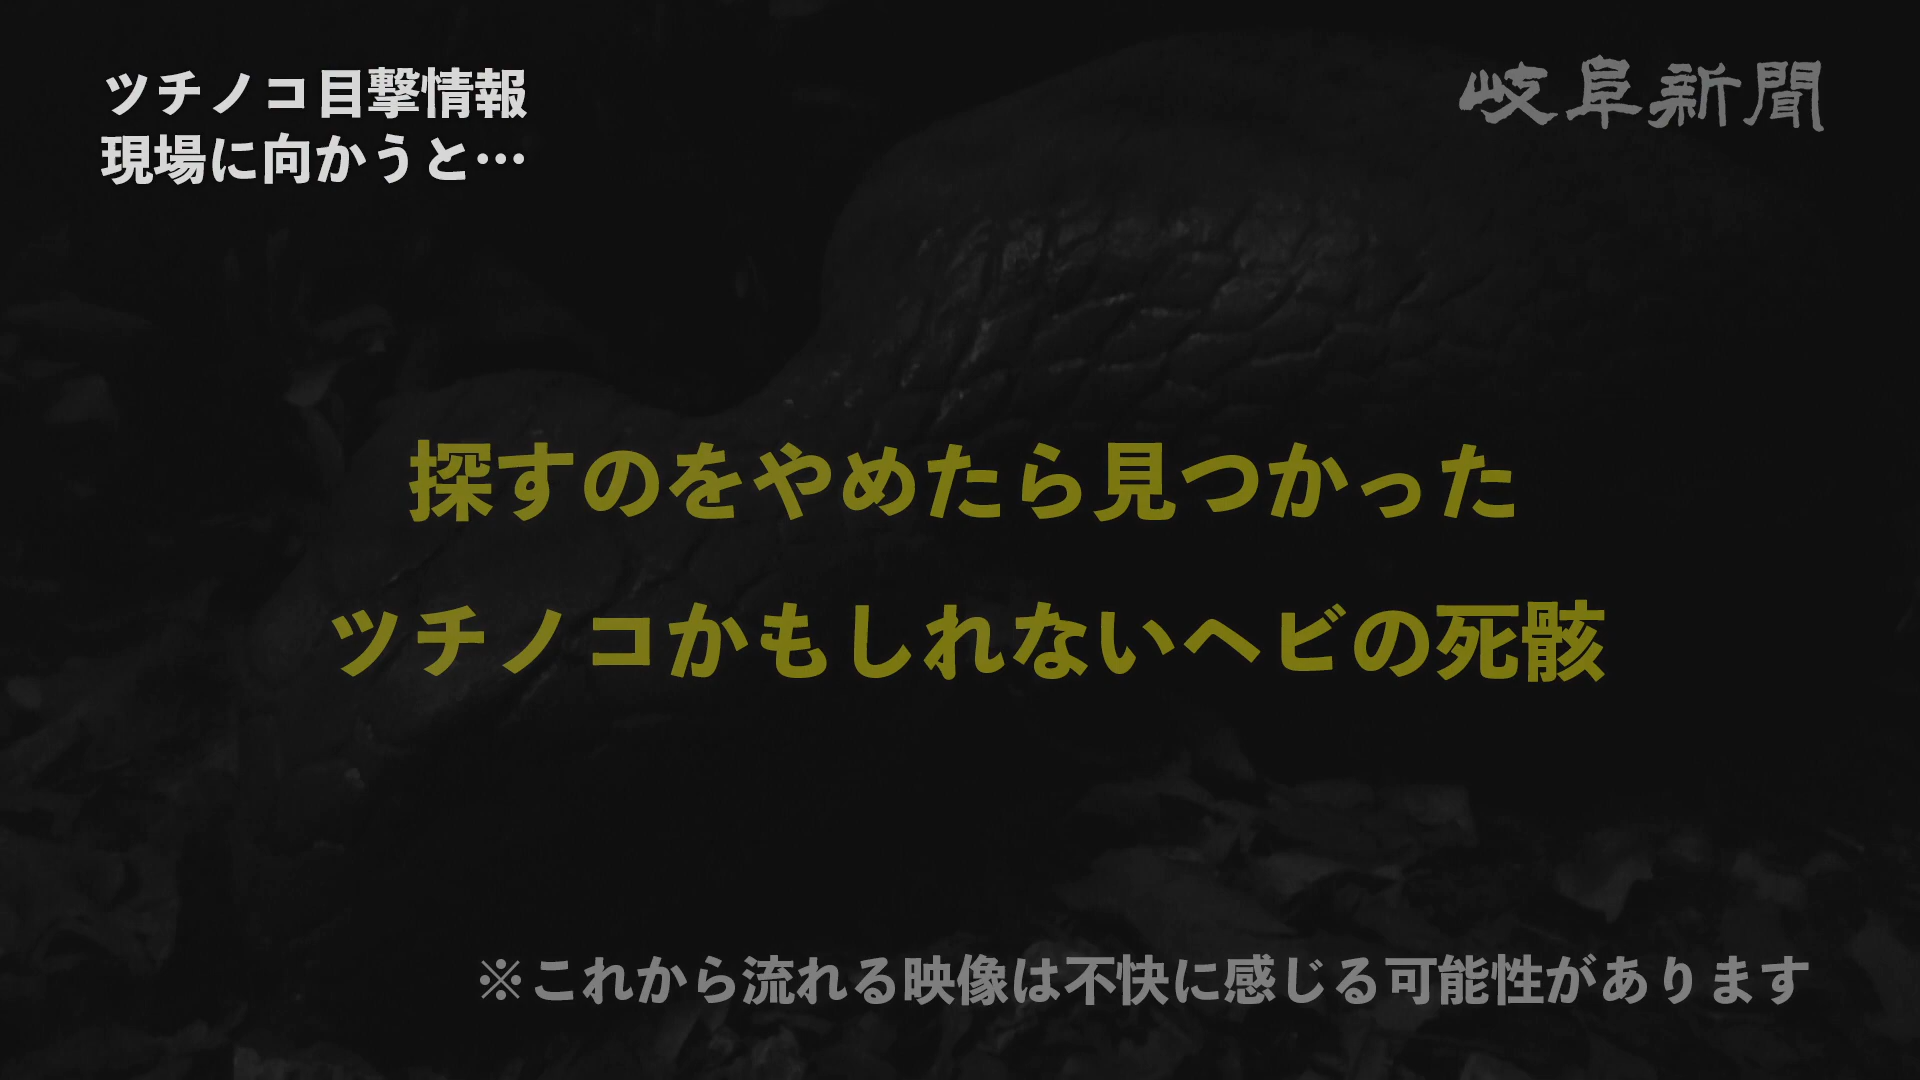 ツチノコ目撃情報
現場に向かうと…
岐阜新聞
探すのをやめたら見つかった
ツチノコかもしれないヘビの死骸
※これから流れる映像は不快に感じる可能性があります